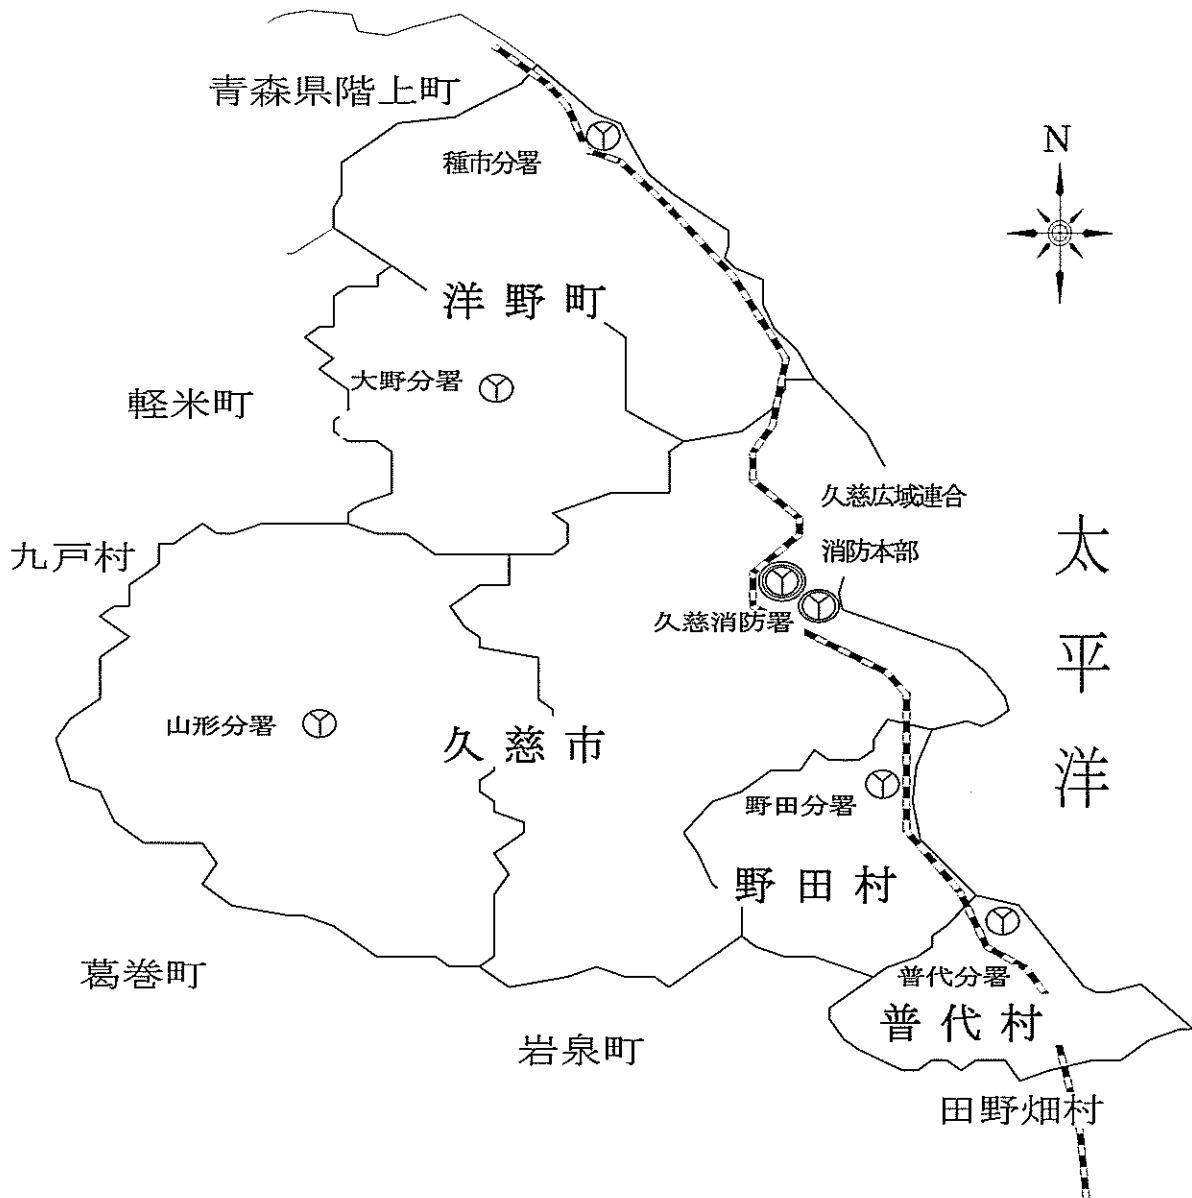 青森県階上町
N
種市分署
洋野町
大野分署
軽米町
久慈広域連合
消防本部
太平洋
九戸村
久慈消防署
山形分署
久慈市
野田分署
野田村
葛巻町
普代分署
普代村
岩泉町
田野畑村